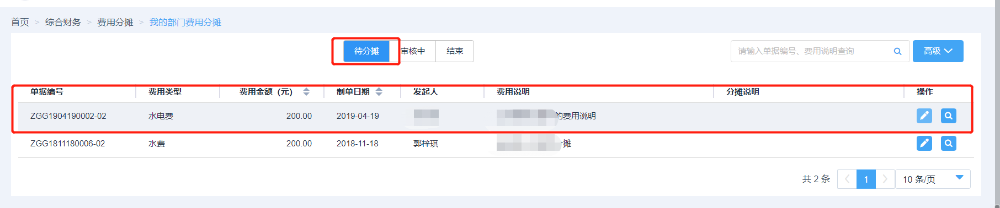 首页 > 综合财务 > 费用分摊 > 我的部门费用分摊
待分摊 审核中 结束 请输入单据编号、费用说明查询 高级
单据编号 费用类型 费用金额（元） 制单日期 发起人 费用说明 分摊说明 操作
ZGG1904190002-02 水电费 200.00 2019-04-19 的费用说明
ZGG1811180006-02 水费 200.00 2018-11-18 郭梓琪 摊
共 2 条 < 1 > 10 条/页